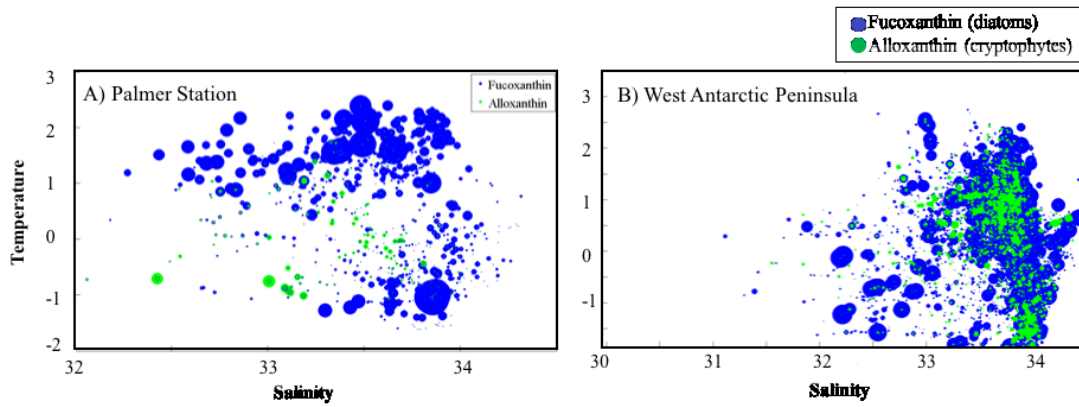 Fucoxanthin (diatoms)
Alloxanthin (cryptophytes)
A) Palmer Station
Fucoxanthin
Alloxanthin
B) West Antarctic Peninsula
Temperature
3
2
1
0
-1
-2
32
33
34
Salinity
3
2
1
0
-1
30
31
32
33
34
Salinity